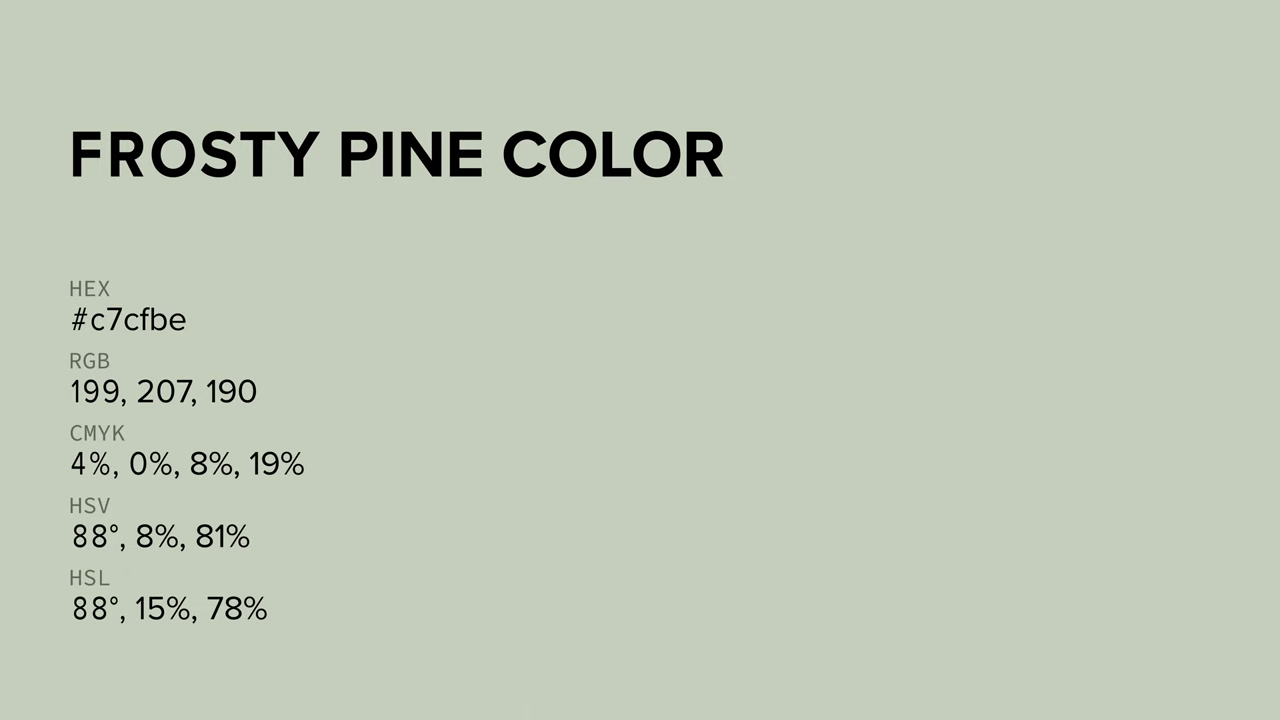 FROSTY PINE COLOR
HEX
#c7cfbe
RGB
199, 207, 190
CMYK
4%, 0%, 8%, 19%
HSV
88°, 8%, 81%
HSL
88°, 15%, 78%